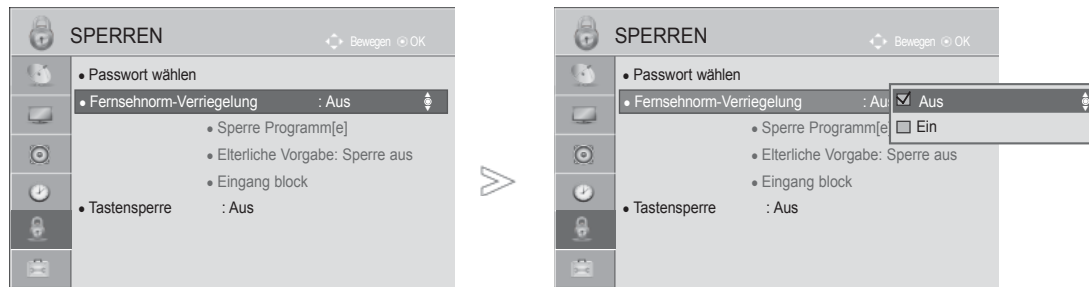 SPERREN
Bewegen OK
• Passwort wählen
• Fernsehnorm-Verriegelung : Aus
• Sperre Programm[e]
• Elterliche Vorgabe: Sperre aus
• Eingang block
• Tastensperre : Aus
SPERREN
Bewegen OK
• Passwort wählen
• Fernsehnorm-Verriegelung : Au
Aus
• Sperre Programm[e
Ein
• Elterliche Vorgabe: Sperre aus
• Eingang block
• Tastensperre : Aus